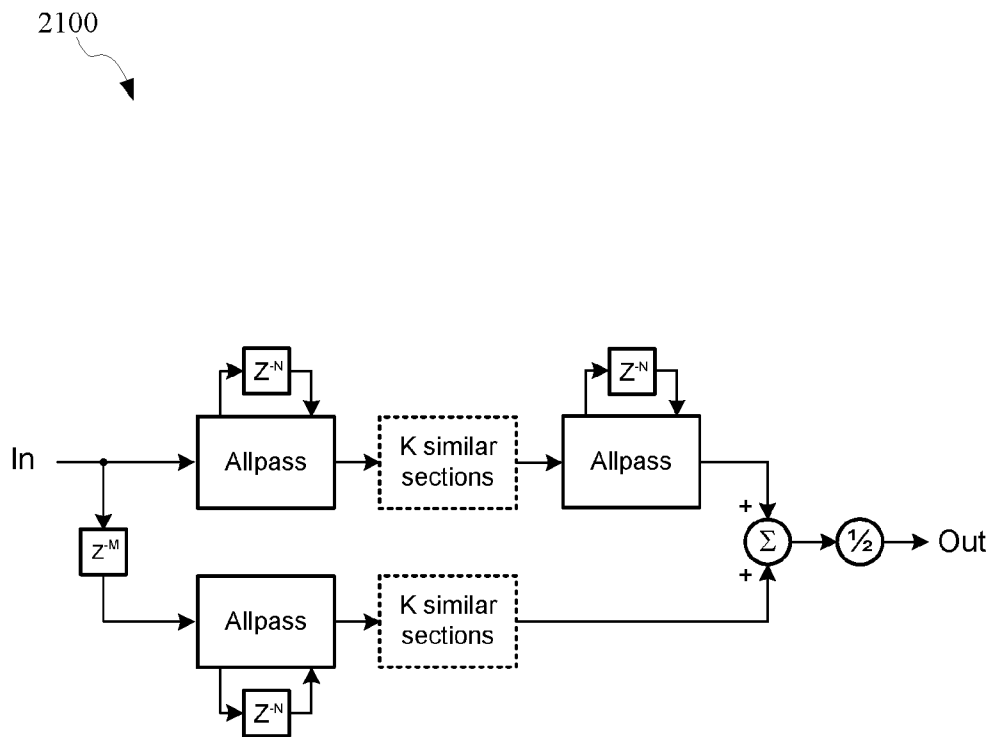 2100
Z-N
Z-N
In
Allpass
K similar
sections
Allpass
+
Σ
½
Out
+
Z-M
Allpass
K similar
sections
Z-N